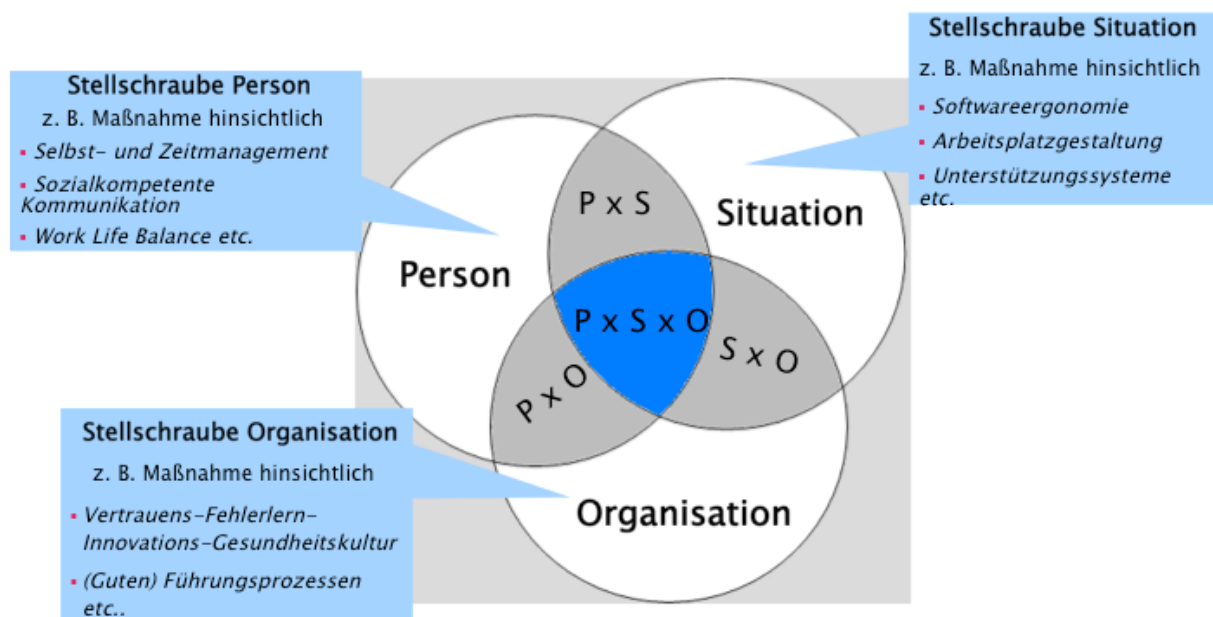 Stellschraube Situation
z. B. Maßnahme hinsichtlich
▪ Softwareergonomie
▪ Arbeitsplatzgestaltung
▪ Unterstützungssysteme
etc.
Stellschraube Person
z. B. Maßnahme hinsichtlich
▪ Selbst- und Zeitmanagement
▪ Sozialkompetente
Kommunikation
▪ Work Life Balance etc.
P x S
Situation
Person
P x S x O
S x O
P x O
Stellschraube Organisation
z. B. Maßnahme hinsichtlich
▪ Vertrauens-Fehlerlern-
Innovations-Gesundheitskultur
▪ (Guten) Führungsprozessen
etc..
Organisation